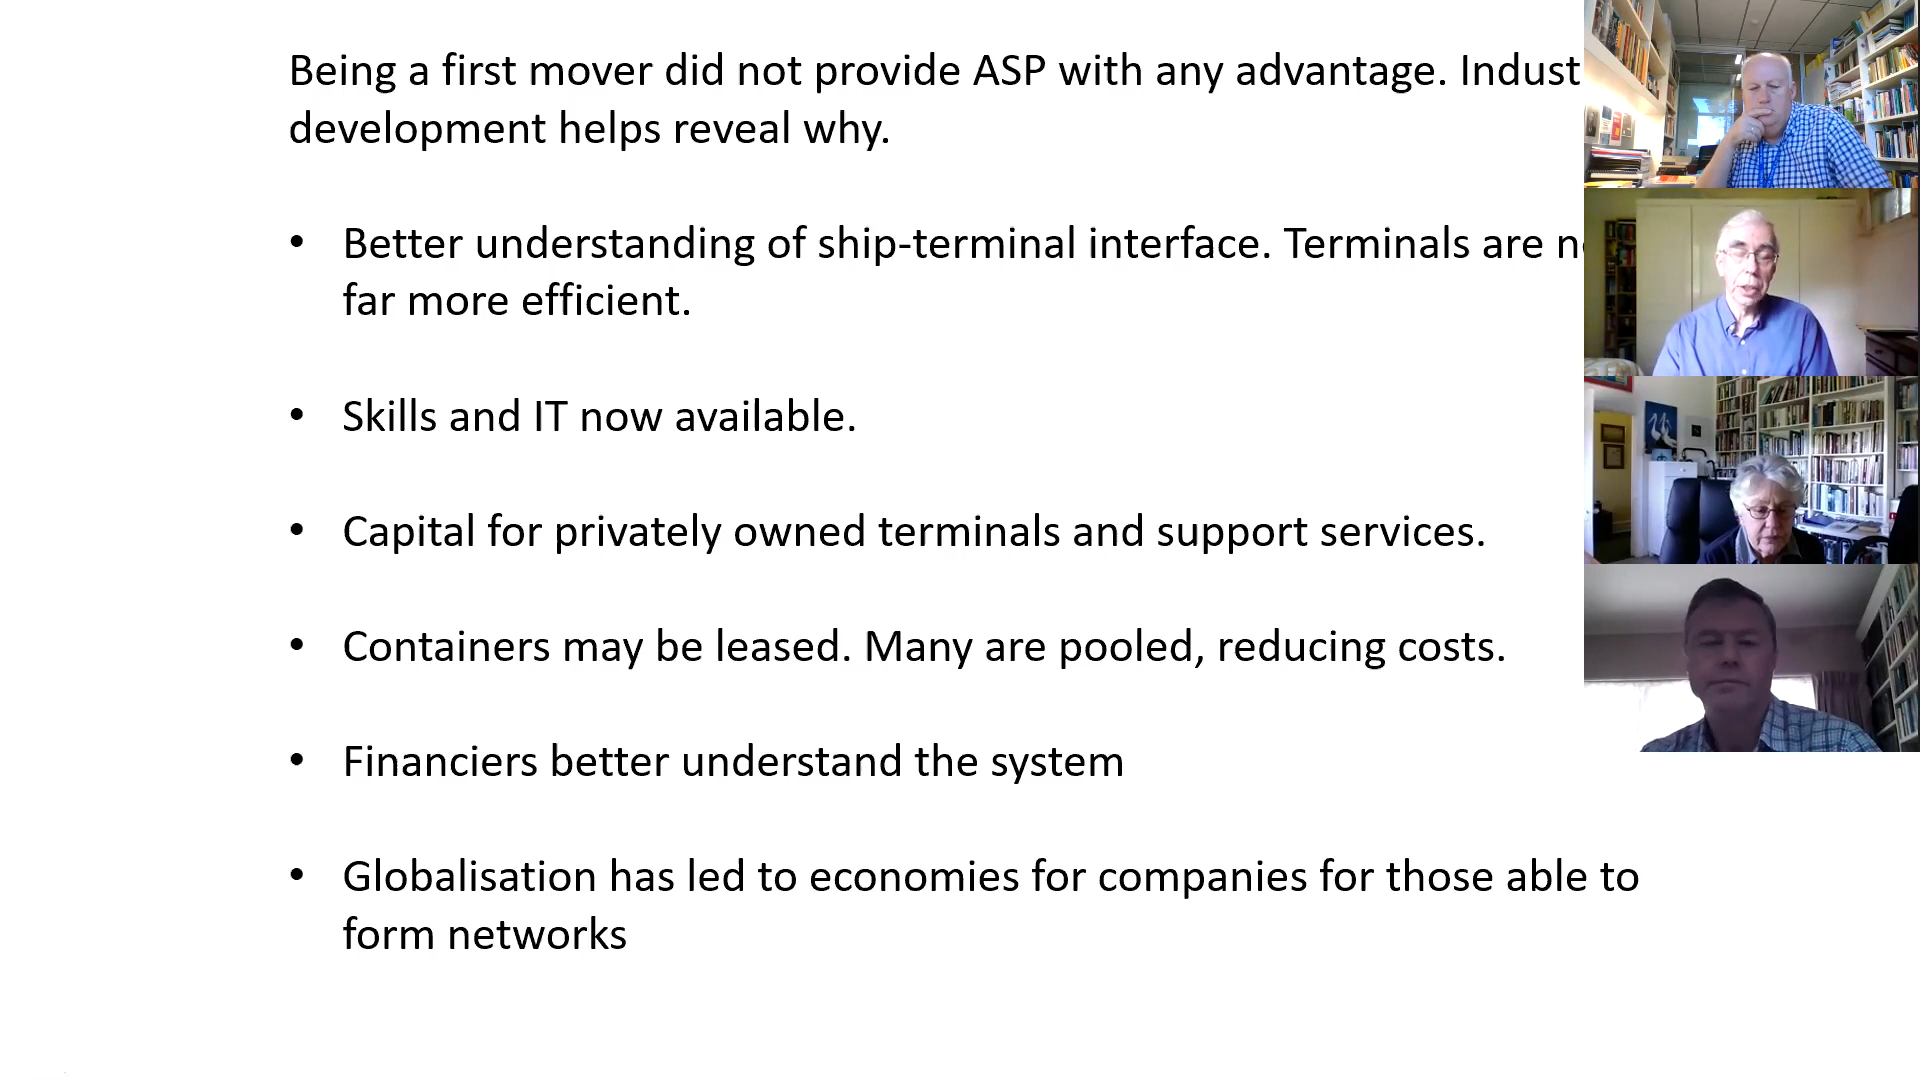 Being a first mover did not provide ASP with any advantage. Indust
development helps reveal why.
• Better understanding of ship-terminal interface. Terminals are
far more efficient.
• Skills and IT now available.
• Capital for privately owned terminals and support services.
• Containers may be leased. Many are pooled, reducing costs.
• Financiers better understand the system
• Globalisation has led to economies for companies for those able to
form networks